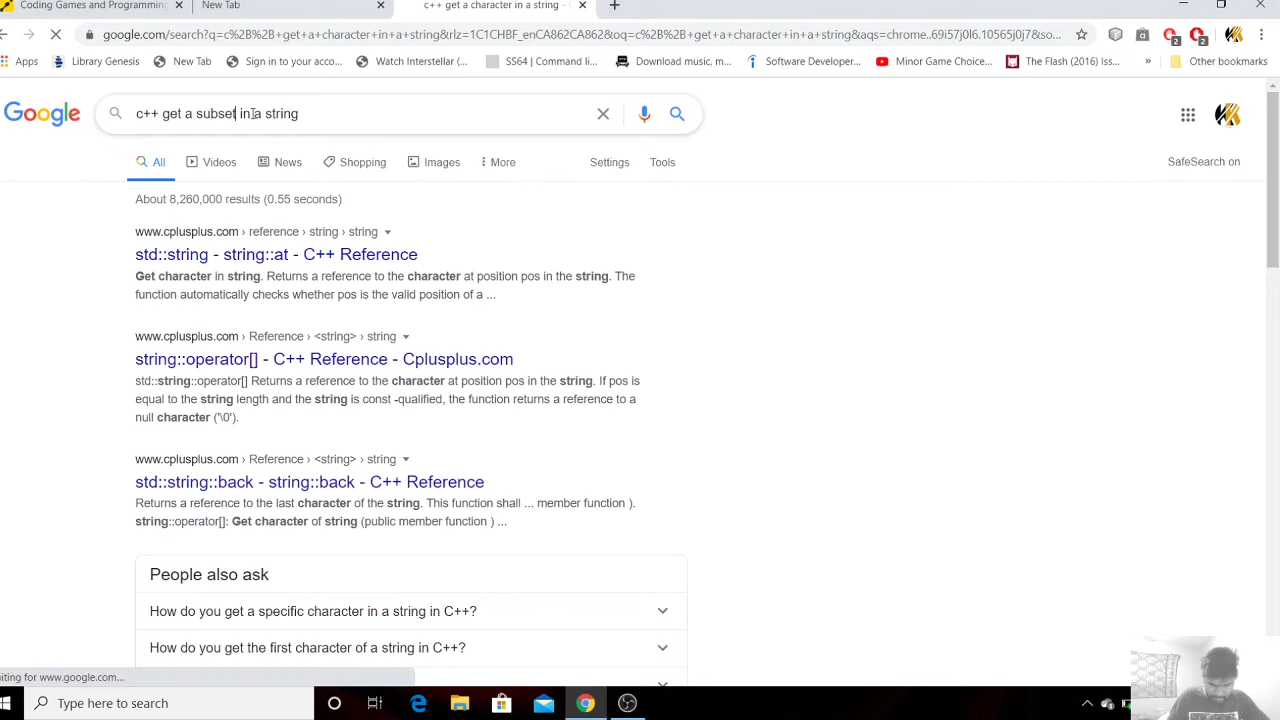 Coding Games and Programming
New Tab
c++ get a character in a string -
google.com/search?q=c%2B%2B+get+a+character+in+a+string&rlz=1C1CHBF_enCA862CA862&oq=c%2B%2B+get+a+character+in+a+string&aqs=chrome..69i57j0l6.10565j0j7&so...
2
2
Apps
Library Genesis
New Tab
Sign in to your acco...
Watch Interstellar (...
SS64 | Command li...
Download music, m...
Software Developer...
Minor Game Choice...
The Flash (2016) Iss...
»
Other bookmarks
Google
c++ get a subset in a string
All
Videos
News
Shopping
Images
More
Settings
Tools
SafeSearch on
About 8,260,000 results (0.55 seconds)
www.cplusplus.com › reference › string › string
std::string - string::at - C++ Reference
Get character in string. Returns a reference to the character at position pos in the string. The
function automatically checks whether pos is the valid position of a ...
www.cplusplus.com › Reference › <string> › string
string::operator[] - C++ Reference - Cplusplus.com
std::string::operator[] Returns a reference to the character at position pos in the string. If pos is
equal to the string length and the string is const -qualified, the function returns a reference to a
null character ('\0').
www.cplusplus.com › Reference › <string> › string
std::string::back - string::back - C++ Reference
Returns a reference to the last character of the string. This function shall ... member function ).
string::operator[]: Get character of string (public member function ) ...
People also ask
How do you get a specific character in a string in C++?
How do you get the first character of a string in C++?
iting for www.google.com...
Type here to search